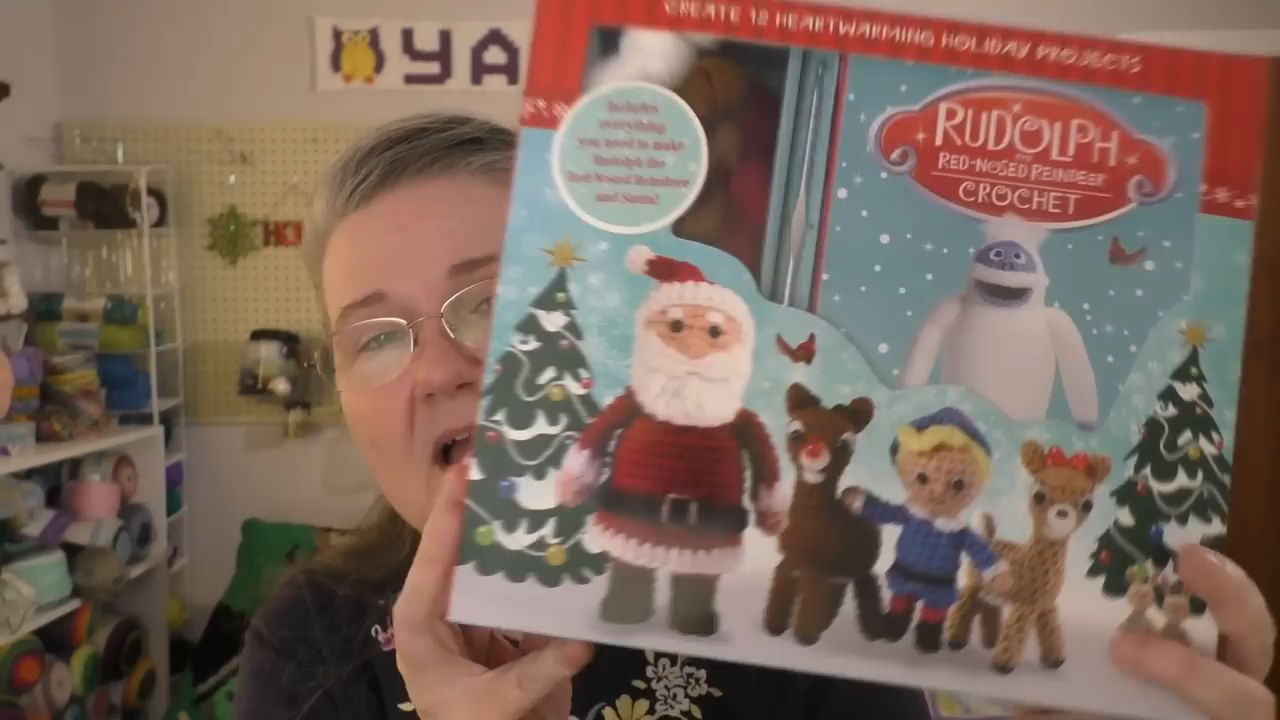 YA
HO
CREATE 12 HEARTWARMING HOLIDAY PROJECTS
Includes
everything
you need to make
Rudolph the
Red-Nosed Reindeer
and Santa!
RUDOLPH
THE
RED-NOSED REINDEER
CROCHET